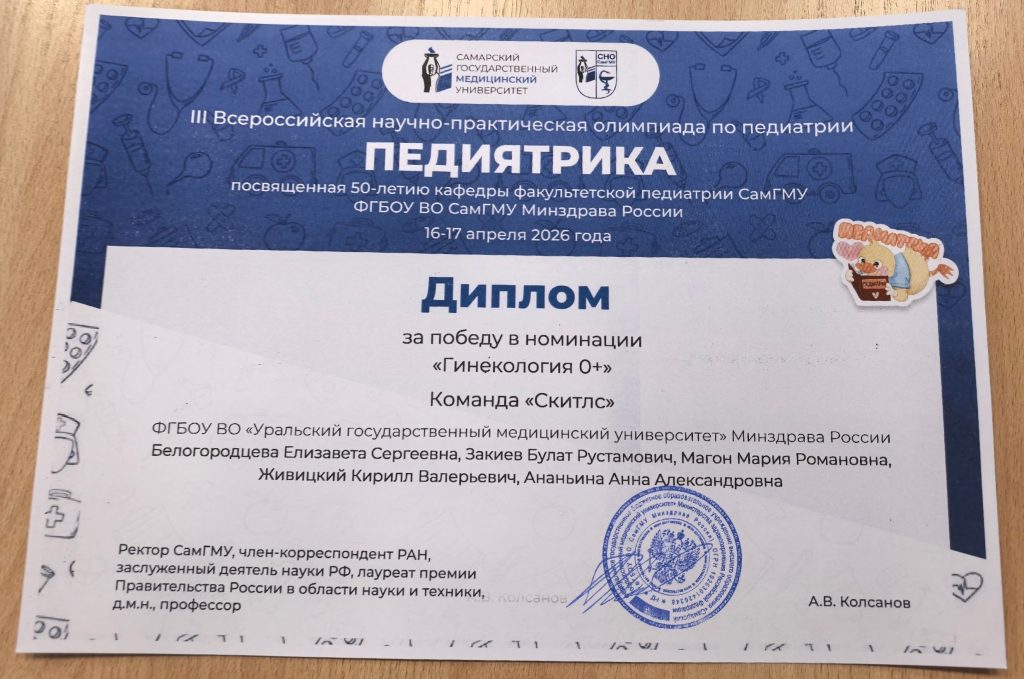 САМАРСКИЙ
ГОСУДАРСТВЕННЫЙ
МЕДИЦИНСКИЙ
УНИВЕРСИТЕТ
СНО
СамГМУ
III Всероссийская научно-практическая олимпиада по педиатрии
ПЕДИЯТРИКА
посвященная 50-летию кафедры факультетской педиатрии СамГМУ
ФГБОУ ВО СамГМУ Минздрава России
16-17 апреля 2026 года
Диплом
за победу в номинации
«Гинекология 0+»
Команда «Скитлс»
ФГБОУ ВО «Уральский государственный медицинский университет» Минздрава России
Белогородцева Елизавета Сергеевна, Закиев Булат Рустамович, Магон Мария Романовна,
Живицкий Кирилл Валерьевич, Ананьина Анна Александровна
Ректор СамГМУ, член-корреспондент РАН,
заслуженный деятель науки РФ, лауреат премии
Правительства России в области науки и техники,
д.м.н., профессор
А.В. Колсанов